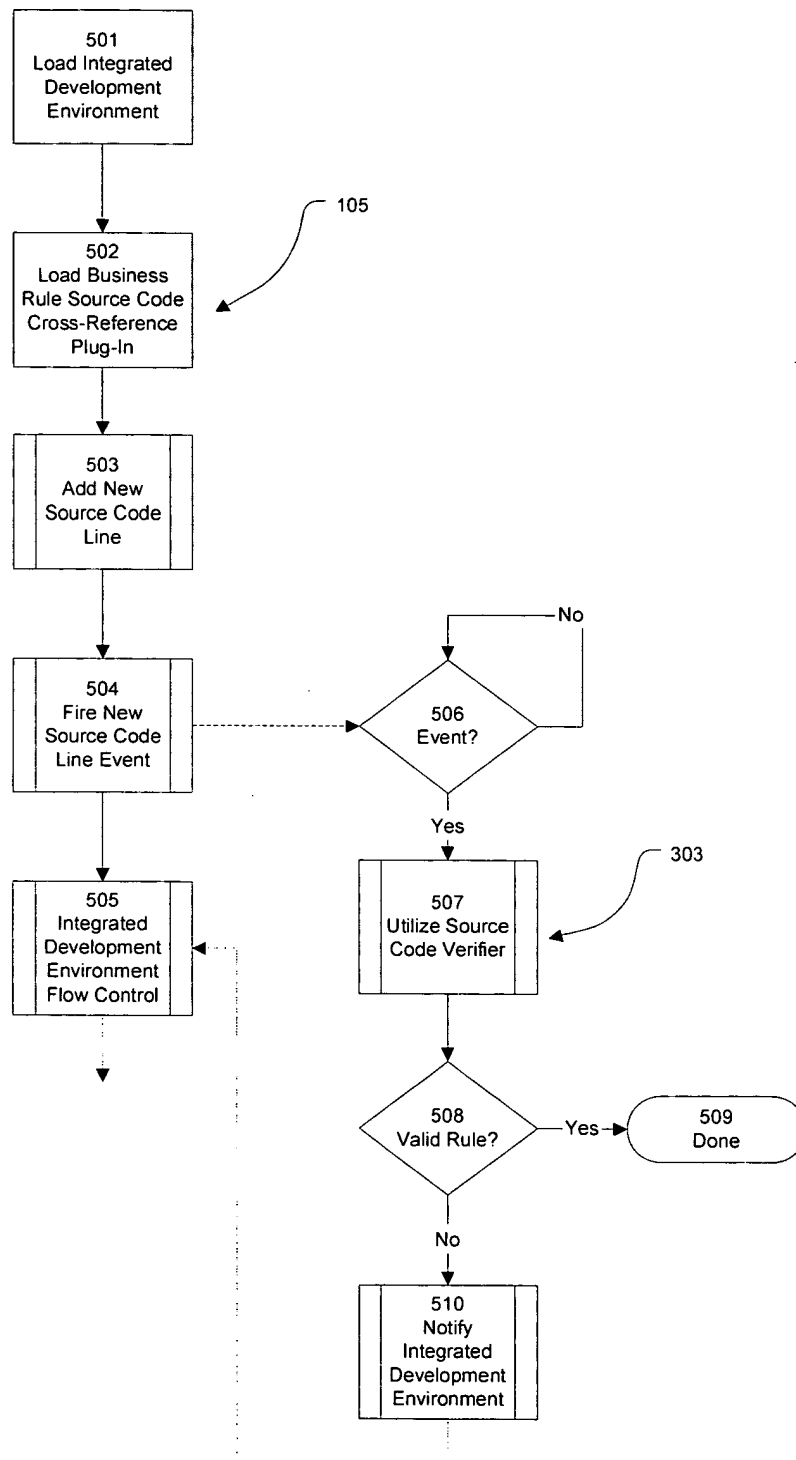 501
Load Integrated
Development
Environment
105
502
Load Business
Rule Source Code
Cross-Reference
Plug-In
503
Add New
Source Code
Line
No
504
Fire New
Source Code
Line Event
506
Event?
Yes
303
505
Integrated
Development
Environment
Flow Control
507
Utilize Source
Code Verifier
508
Valid Rule?
Yes
509
Done
No
510
Notify
Integrated
Development
Environment